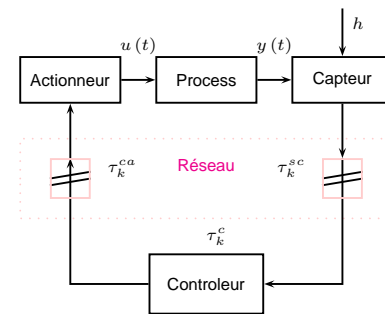 h
u (t)
y (t)
Actionneur
Process
Capteur
τ_k^{ca}
Réseau
τ_k^{sc}
τ_k^c
Controleur